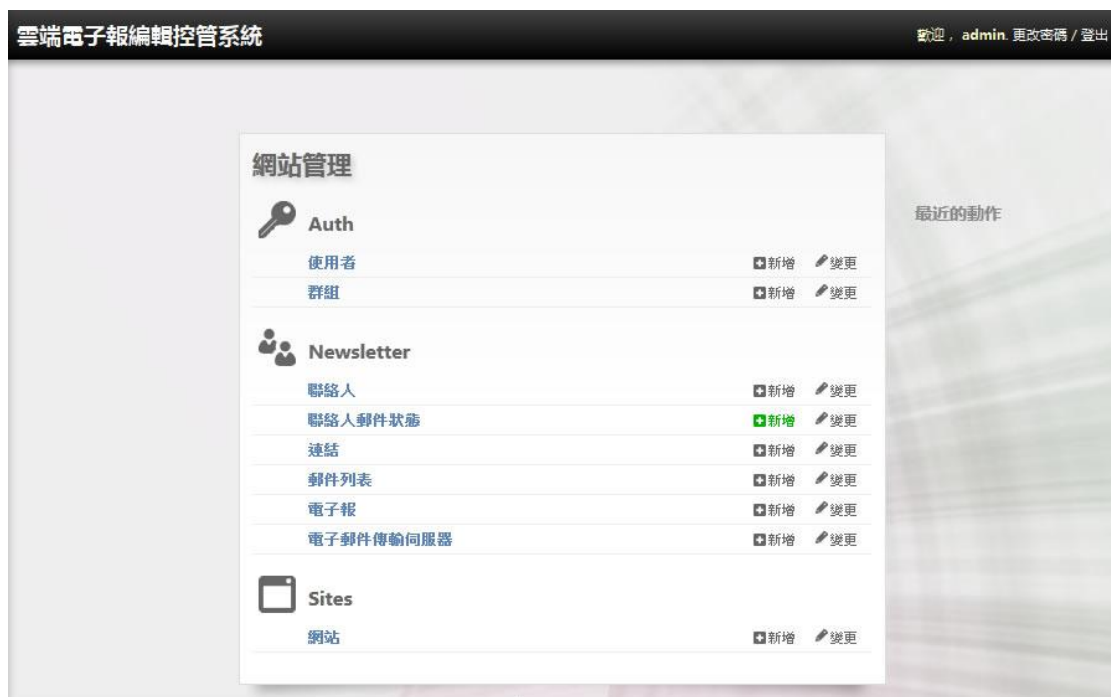 雲端電子報編輯控管系統
歡迎， admin. 更改密碼 / 登出
網站管理
最近的動作
Auth
使用者 新增 變更
群組 新增 變更
Newsletter
聯絡人 新增 變更
聯絡人郵件狀態 新增 變更
連結 新增 變更
郵件列表 新增 變更
電子報 新增 變更
電子郵件傳輸伺服器 新增 變更
Sites
網站 新增 變更